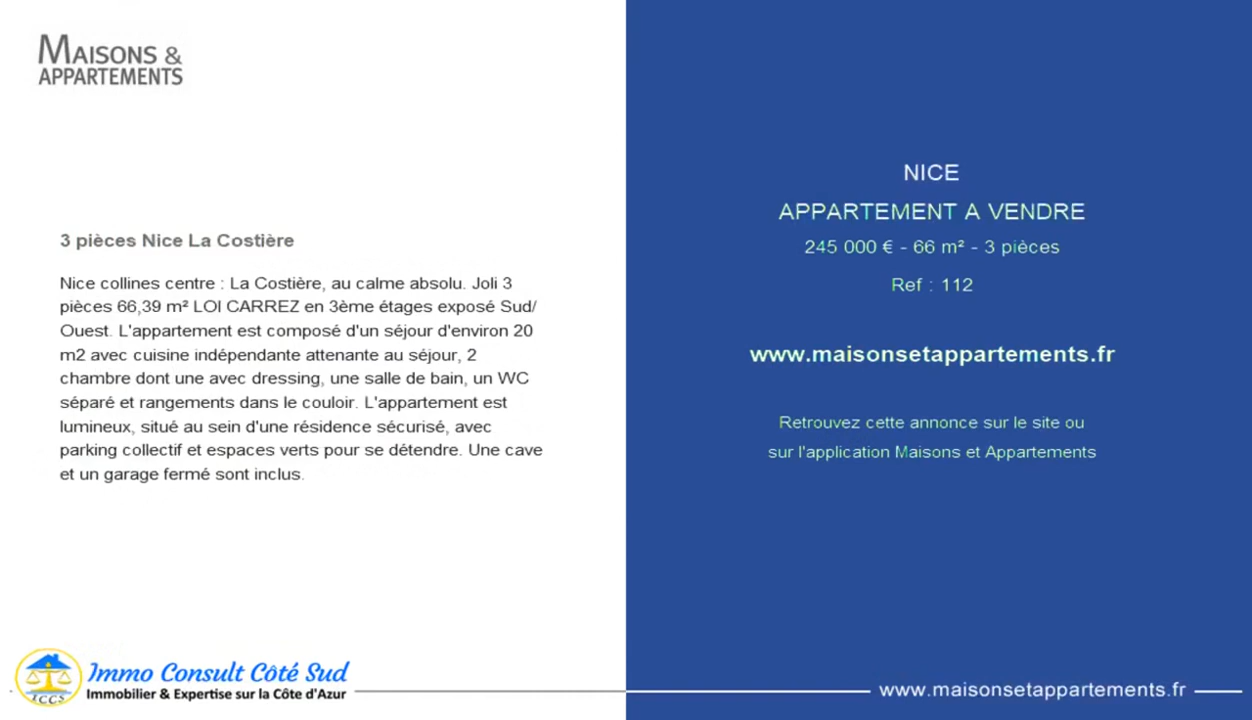 MAISONS &
APPARTEMENTS
3 pièces Nice La Costière
Nice collines centre : La Costière, au calme absolu. Joli 3
pièces 66,39 m² LOI CARREZ en 3ème étages exposé Sud/
Ouest. L'appartement est composé d'un séjour d'environ 20
m2 avec cuisine indépendante attenante au séjour, 2
chambre dont une avec dressing, une salle de bain, un WC
séparé et rangements dans le couloir. L'appartement est
lumineux, situé au sein d'une résidence sécurisé, avec
parking collectif et espaces verts pour se détendre. Une cave
et un garage fermé sont inclus.
NICE
APPARTEMENT A VENDRE
245 000 € - 66 m² - 3 pièces
Ref : 112
www.maisonsetappartements.fr
Retrouvez cette annonce sur le site ou
sur l'application Maisons et Appartements
ICCS
Immo Consult Côté Sud
Immobilier & Expertise sur la Côte d'Azur
www.maisonsetappartements.fr